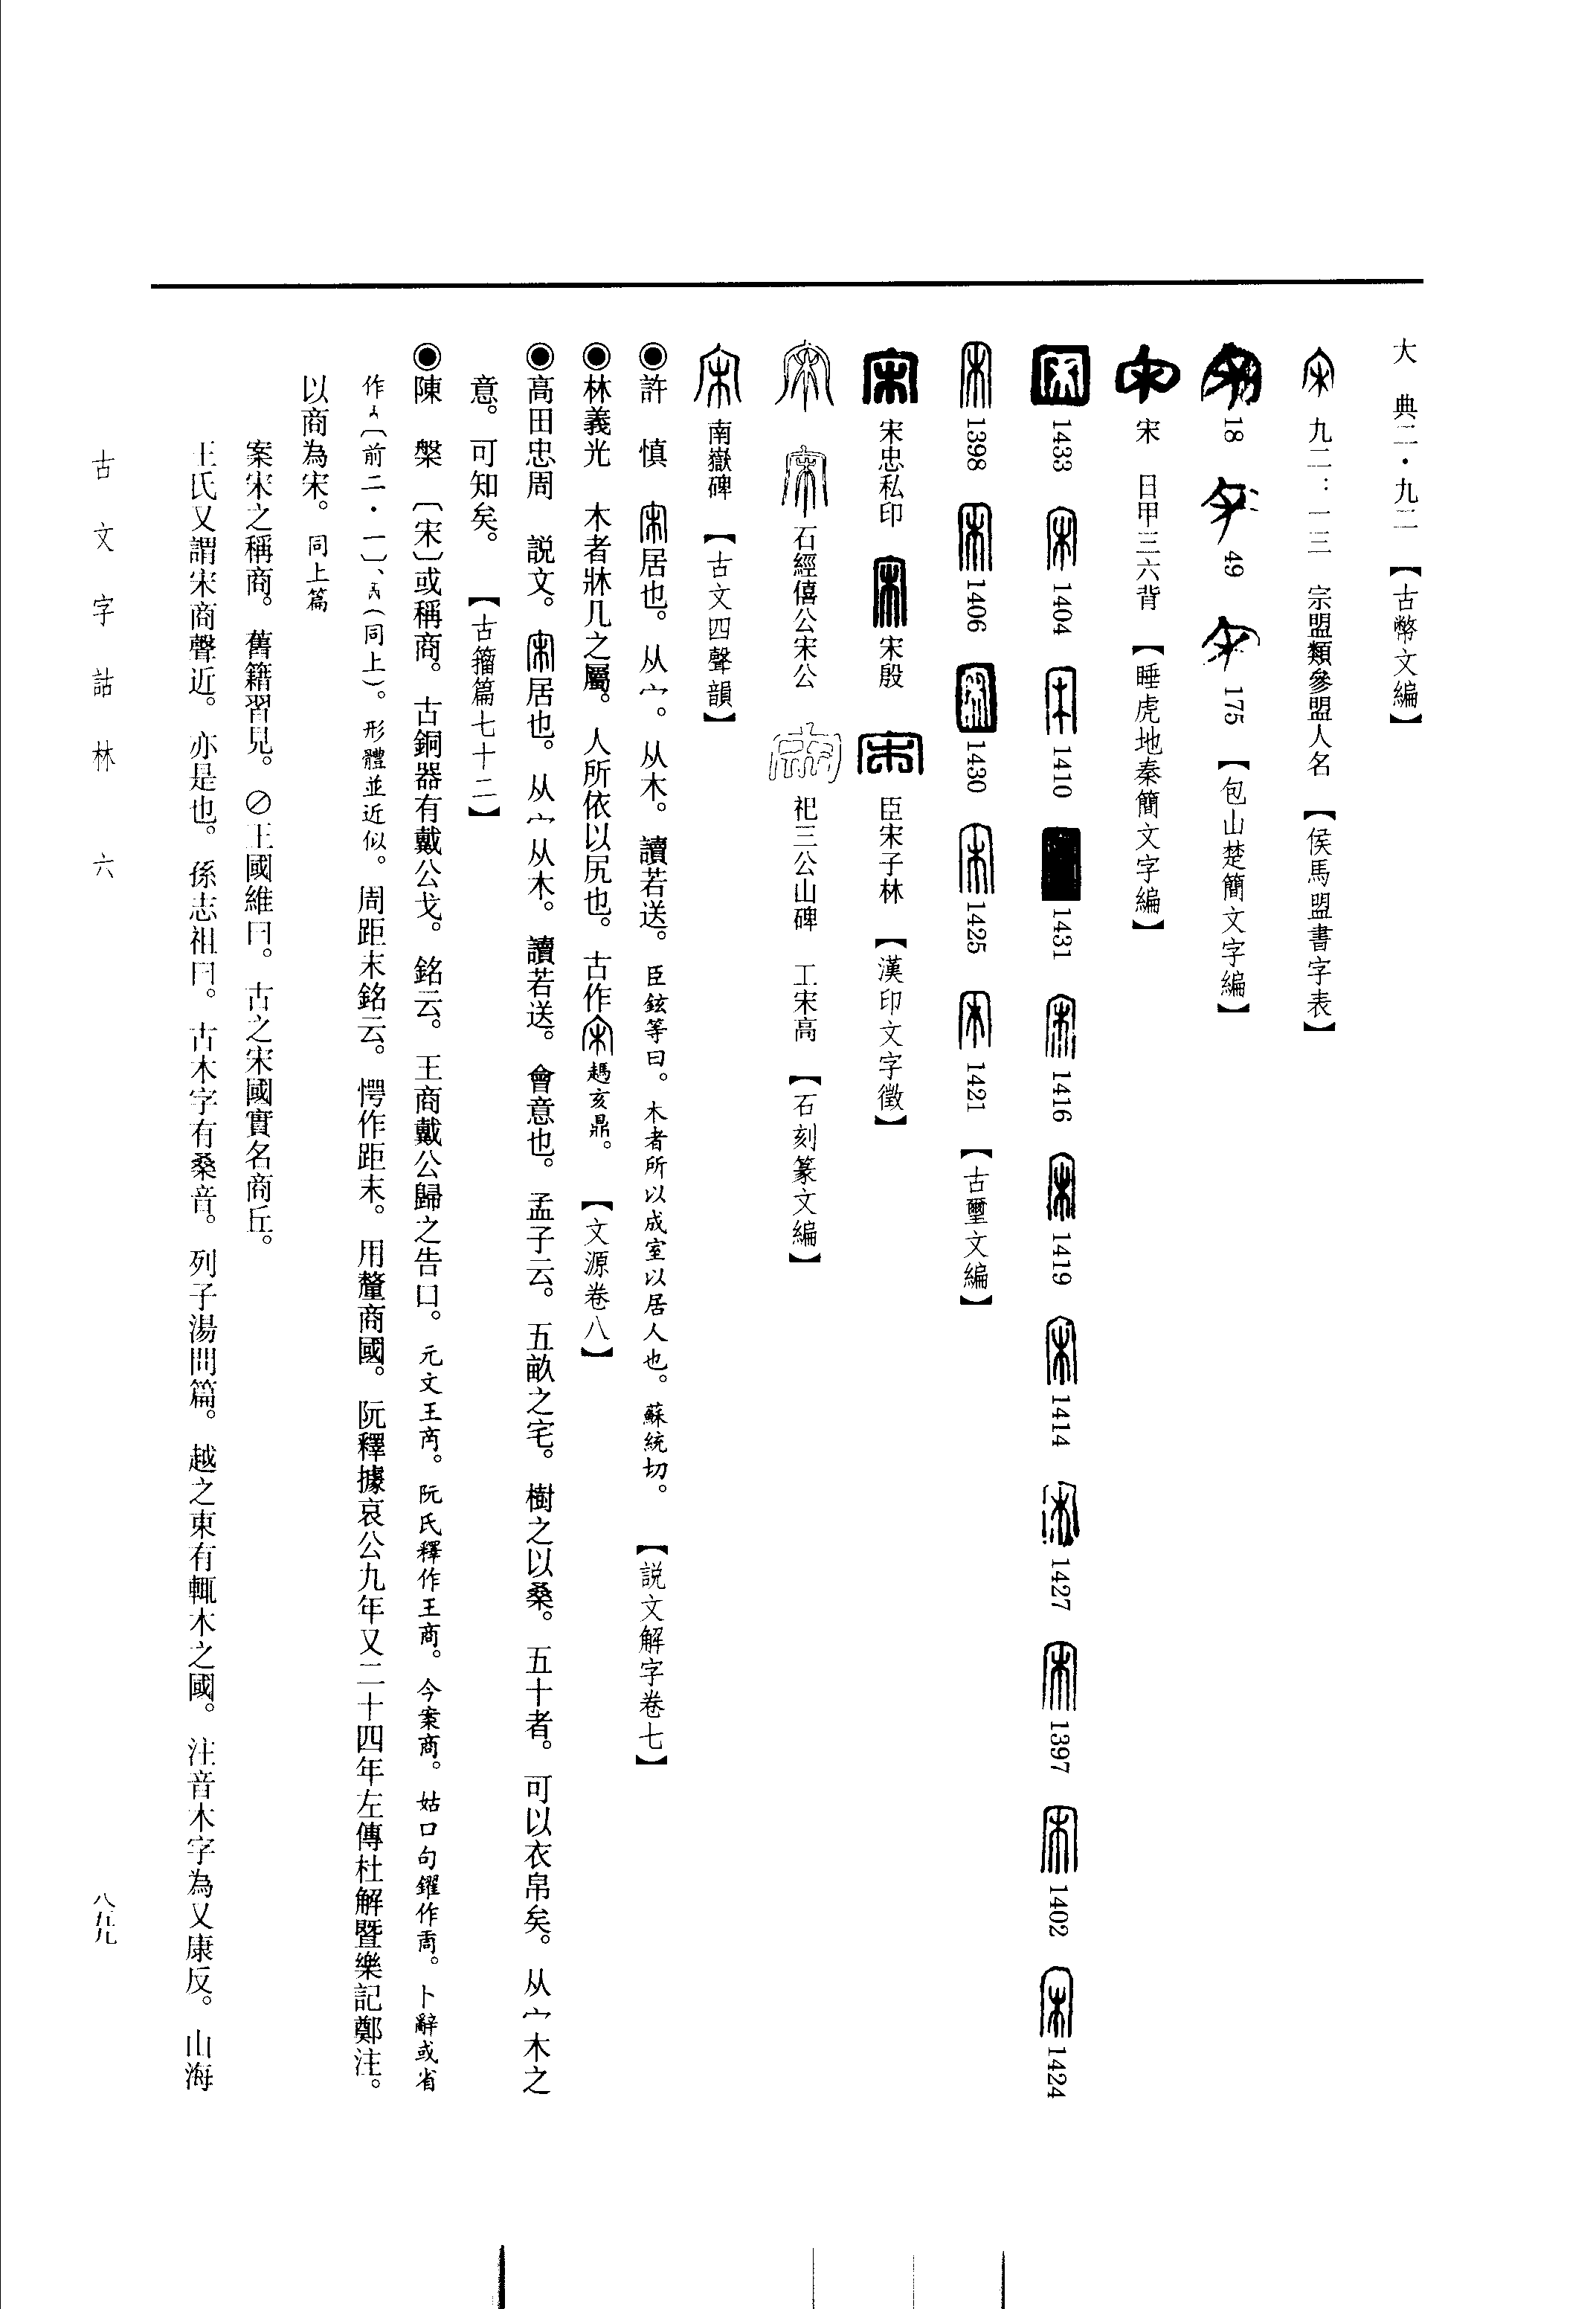 大　典二·九二　【古幣文編】
九二：一三　宗盟類參盟人名　【侯馬盟書字表】
18　49　175　【包山楚簡文字編】
宋　日甲三六背　【睡虎地秦簡文字編】
1433　1404　1410　1431　1416　1419　1414　1427　1397　1402　1424
1398　1406　1430　1425　1421　【古璽文編】
宋忠私印　宋殷　臣宋子林　【漢印文字徵】
石經僖公宋公　祀三公山碑　工宋高　【石刻篆文編】
南嶽碑　【古文四聲韻】
◉許　慎　宋居也。从宀。从木。讀若送。臣鉉等曰。木者所以成室以居人也。蘇統切。　【説文解字卷七】
◉林義光　木者牀几之屬。人所依以凥也。古作宋趞亥鼎。　【文源卷八】
◉高田忠周　説文。宋居也。从宀从木。讀若送。會意也。孟子云。五畝之宅。樹之以桑。五十者。可以衣帛矣。从宀木之
意。可知矣。　【古籀篇七十二】
◉陳　槃　〔宋〕或稱商。古銅器有戴公戈。銘云。王商戴公歸之告口。元文王㕯。阮氏釋作王商。今案商。姑口句鑃作矞。卜辭或省
作〔前二·一〕、（同上）。形體並近似。周距末銘云。愕作距末。用釐商國。阮釋據哀公九年又二十四年左傳杜解暨樂記鄭注。
以商為宋。同上篇
案宋之稱商。舊籍習見。⊘王國維曰。古之宋國實名商丘。
王氏又謂宋商聲近。亦是也。孫志祖曰。古木字有桑音。列子湯問篇。越之東有輒木之國。注音木字為又康反。山海
古文字詁林　六
八九九